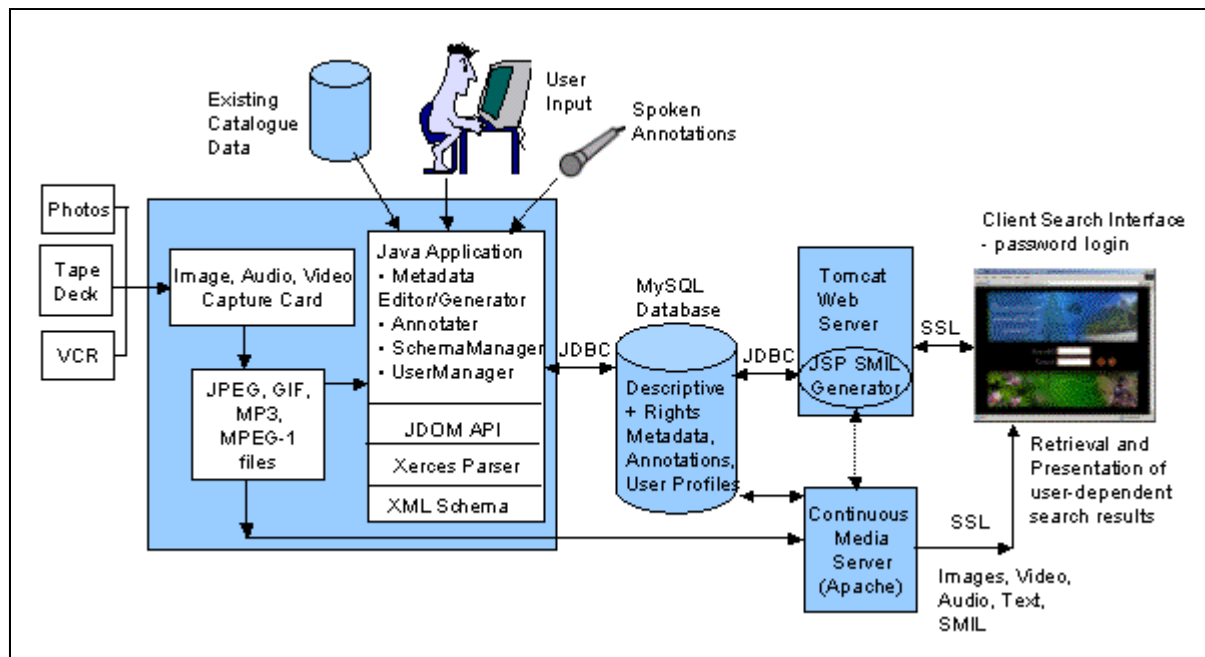 Existing
Catalogue
Data
User
Input
Spoken
Annotations
Photos
Tape
Deck
VCR
Image, Audio, Video
Capture Card
JPEG, GIF,
MP3,
MPEG-1
files
Java Application
• Metadata
Editor/Generator
• Annotater
• SchemaManager
• UserManager
JDOM API
Xerces Parser
XML Schema
JDBC
MySQL
Database
Descriptive
+ Rights
Metadata,
Annotations,
User Profiles
JDBC
Tomcat
Web
Server
JSP SMIL
Generator
SSL
Client Search Interface
- password login
Retrieval and
Presentation of
user-dependent
search results
Continuous
Media
Server
(Apache)
SSL
Images, Video,
Audio, Text,
SMIL